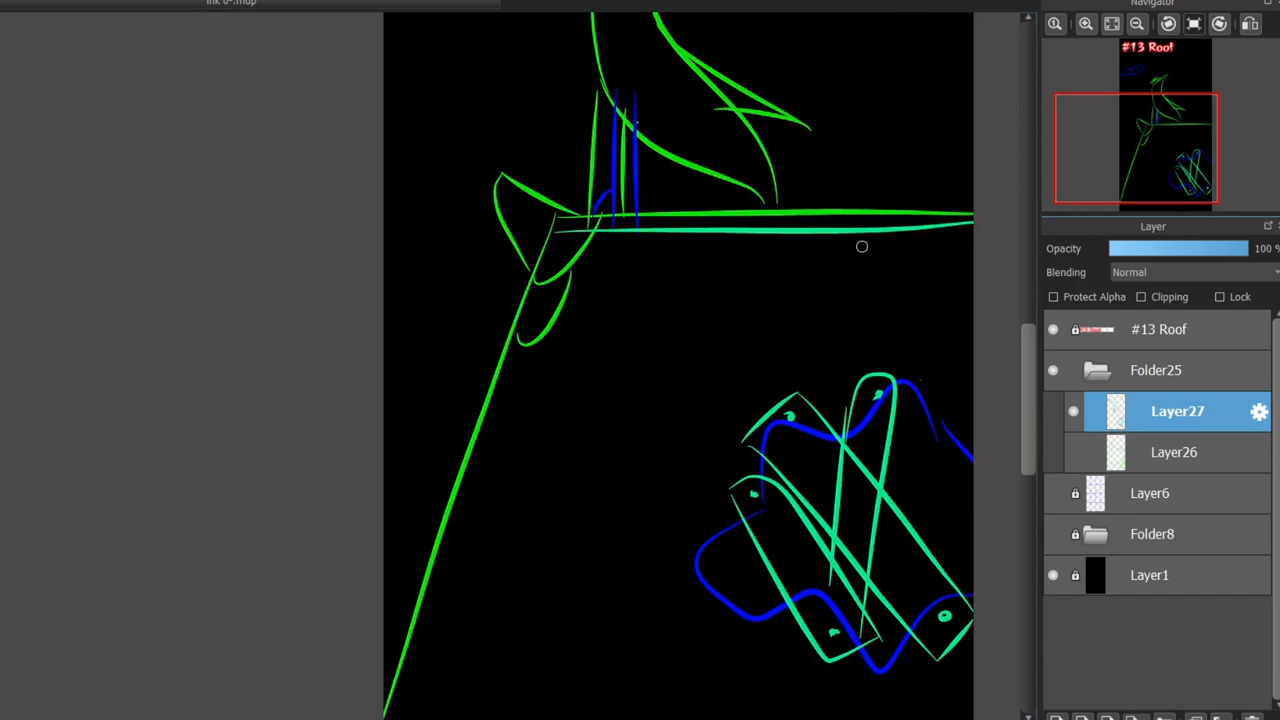 Navigator
#13 Roof
Layer
Opacity
100 %
Blending
Normal
Protect Alpha
Clipping
Lock
#13 Roof
Folder25
Layer27
Layer26
Layer6
Folder8
Layer1